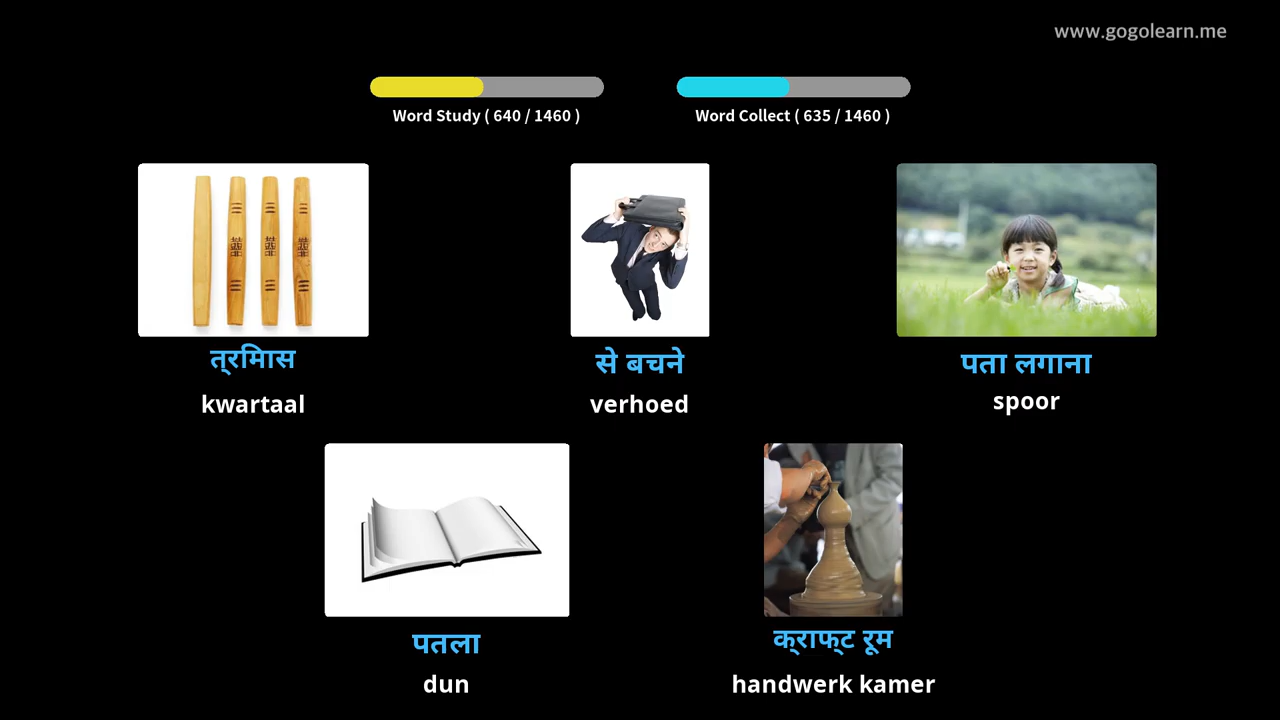 www.gogolearn.me
Word Study ( 640 / 1460 )
Word Collect ( 635 / 1460 )
त्रिमास
से बचने
पता लगाना
kwartaal
verhoed
spoor
पतला
क्राफ्ट रूम
dun
handwerk kamer